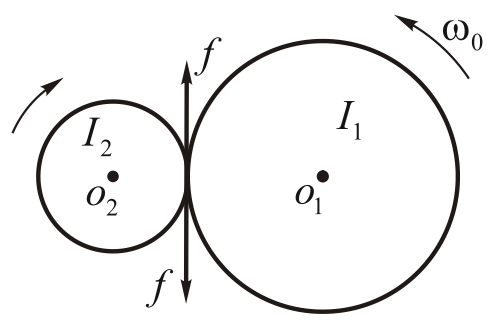 f
ω₀
I₂
I₁
o₂
o₁
f